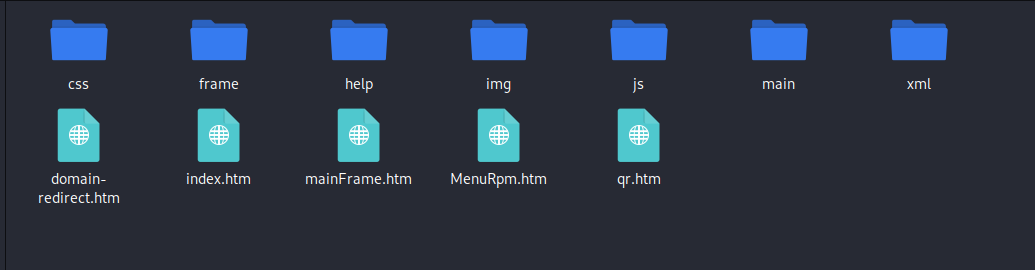 css frame help img js main xml
domain- index.htm mainFrame.htm MenuRpm.htm qr.htm
redirect.htm